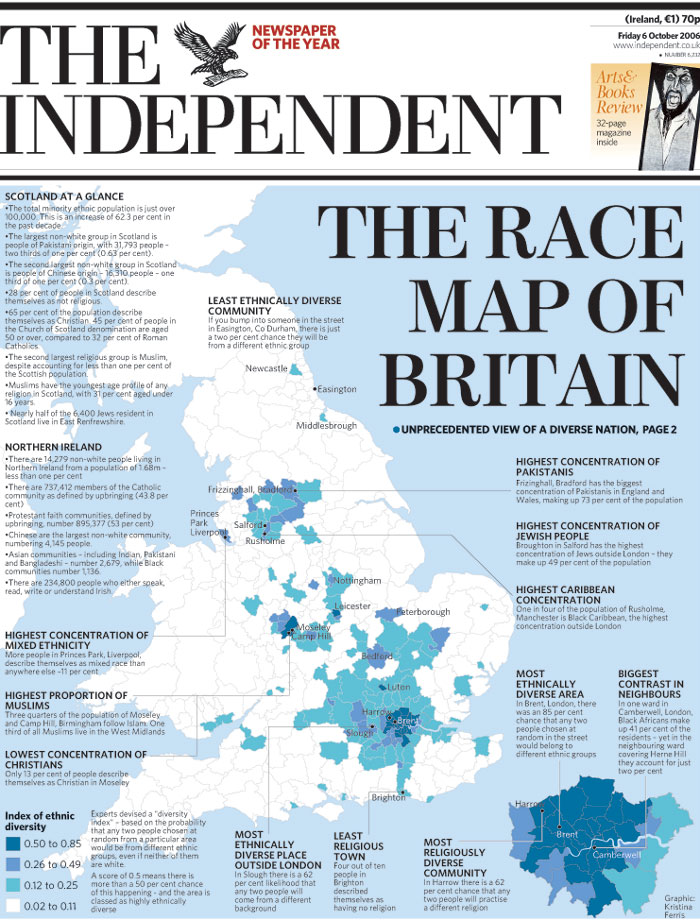 (Ireland, €1) 70p
Friday 6 October 2006
www.independent.co.uk
THE
INDEPENDENT
NEWSPAPER
OF THE YEAR
Arts&
Books
Review
32-page
magazine
inside
THE RACE
MAP OF
BRITAIN
•UNPRECEDENTED VIEW OF A DIVERSE NATION, PAGE 2
SCOTLAND AT A GLANCE
•The total minority ethnic population is just over
100,000. This is an increase of 62.3 per cent in
the past decade.
•The largest non-white group in Scotland is
people of Pakistani origin, with 31,793 people –
two thirds of one per cent (0.63 per cent).
•The second largest non-white group in Scotland
is people of Chinese origin – 16,310 people – one
third of one per cent (0.3 per cent).
•28 per cent of people in Scotland describe
themselves as not religious.
•65 per cent of the population describe
themselves as Christian. 45 per cent of people in
the Church of Scotland denomination are aged
50 or over, compared to 32 per cent of Roman
Catholics.
•The second largest religious group is Muslim,
despite accounting for less than one per cent of
the Scottish population.
•Muslims have the youngest age profile of any
religion in Scotland, with 31 per cent aged under
16 years.
•Nearly half of the 6,400 Jews resident in
Scotland live in East Renfrewshire.
NORTHERN IRELAND
•There are 14,279 non-white people living in
Northern Ireland from a population of 1.68m –
less than one per cent
•There are 737,412 members of the Catholic
community as defined by upbringing (43.8 per
cent)
•Protestant faith communities, defined by
upbringing, number 895,377 (53 per cent)
•Chinese are the largest non-white community,
numbering 4,145 people.
•Asian communities – including Indian, Pakistani
and Bangladeshi – number 2,679, while Black
communities number 1,136.
•There are 234,800 people who either speak,
read, write or understand Irish.
LEAST ETHNICALLY DIVERSE
COMMUNITY
If you bump into someone in the street
in Easington, Co Durham, there is just
a two per cent chance they will be
from a different ethnic group
Newcastle
Easington
Middlesbrough
Frizzinghall, Bradford
Princes
Park
Liverpool
Salford
Rusholme
Nottingham
Leicester
Peterborough
Moseley
Camp Hill
Bedford
Luton
Harrow
Brent
Slough
Brighton
HIGHEST CONCENTRATION OF
PAKISTANIS
Frizinghall, Bradford has the biggest
concentration of Pakistanis in England and
Wales, making up 73 per cent of the population
HIGHEST CONCENTRATION OF
JEWISH PEOPLE
Broughton in Salford has the highest
concentration of Jews outside London – they
make up 49 per cent of the population
HIGHEST CARIBBEAN
CONCENTRATION
One in four of the population of Rusholme,
Manchester is Black Caribbean, the highest
concentration outside London
HIGHEST CONCENTRATION OF
MIXED ETHNICITY
More people in Princes Park, Liverpool,
describe themselves as mixed race than
anywhere else –11 per cent
HIGHEST PROPORTION OF
MUSLIMS
Three quarters of the population of Moseley
and Camp Hill, Birmingham follow Islam. One
third of all Muslims live in the West Midlands
LOWEST CONCENTRATION OF
CHRISTIANS
Only 13 per cent of people describe
themselves as Christian in Moseley
MOST
ETHNICALLY
DIVERSE AREA
In Brent, London, there
was an 85 per cent
chance that any two
people chosen at
random in the street
would belong to
different ethnic groups
BIGGEST
CONTRAST IN
NEIGHBOURS
In one ward in
Camberwell, London,
Black Africans make
up 41 per cent of the
residents – yet in the
neighbouring ward
covering Herne Hill
they account for just
two per cent
Index of ethnic
diversity
0.50 to 0.85
0.26 to 0.49
0.12 to 0.25
0.02 to 0.11
Experts devised a "diversity
index" – based on the probability
that any two people chosen at
random from a particular area
would be from different ethnic
groups, even if neither of them
are white.
A score of 0.5 means there is
more than a 50 per cent chance
of this happening – and the area is
classed as highly ethnically
diverse
MOST
ETHNICALLY
DIVERSE PLACE
OUTSIDE LONDON
In Slough there is a 62
per cent likelihood that
any two people will
come from a different
background
LEAST
RELIGIOUS
TOWN
Four out of ten
people in
Brighton
described
themselves as
having no religion
MOST
RELIGIOUSLY
DIVERSE
COMMUNITY
In Harrow there is a 62
per cent chance that any
two people will practise
a different religion
Harrow
Brent
Camberwell
Graphic:
Kristina
Ferris